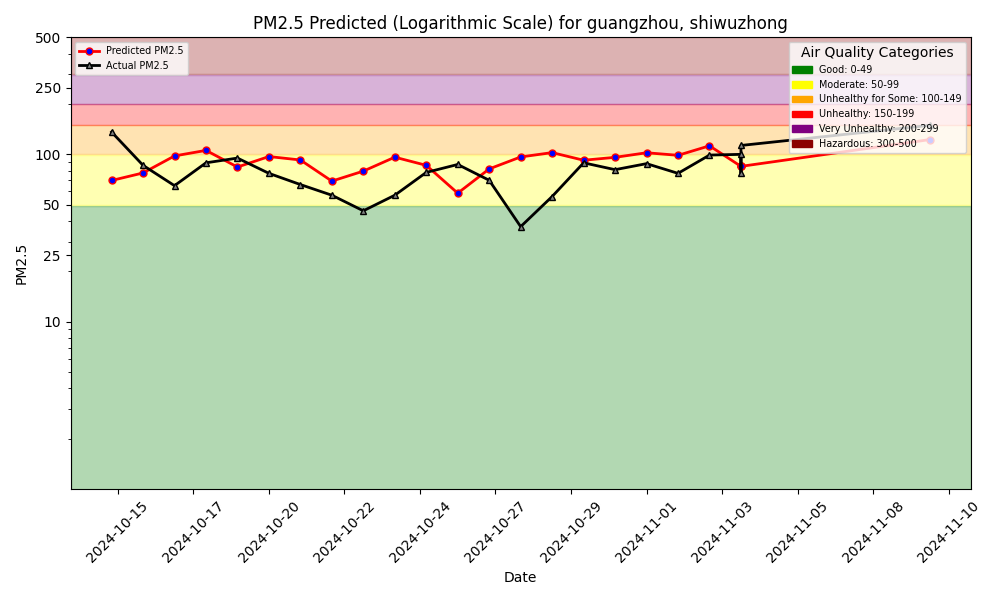 PM2.5 Predicted (Logarithmic Scale) for guangzhou, shiwuzhong
Predicted PM2.5
Actual PM2.5
Air Quality Categories
Good: 0-49
Moderate: 50-99
Unhealthy for Some: 100-149
Unhealthy: 150-199
Very Unhealthy: 200-299
Hazardous: 300-500
500
250
100
50
25
10
PM2.5
2024-10-15
2024-10-17
2024-10-20
2024-10-22
2024-10-24
2024-10-27
2024-10-29
2024-11-01
2024-11-03
2024-11-05
2024-11-08
2024-11-10
Date